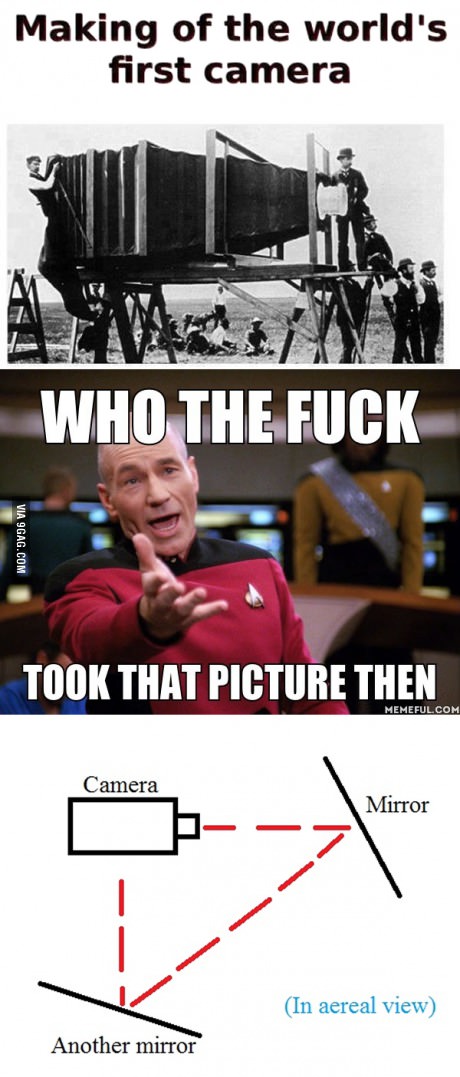 Making of the world's
first camera
WHO THE FUCK
VIA 9GAG.COM
TOOK THAT PICTURE THEN
MEMEFUL.COM
Camera
Mirror
(In aereal view)
Another mirror